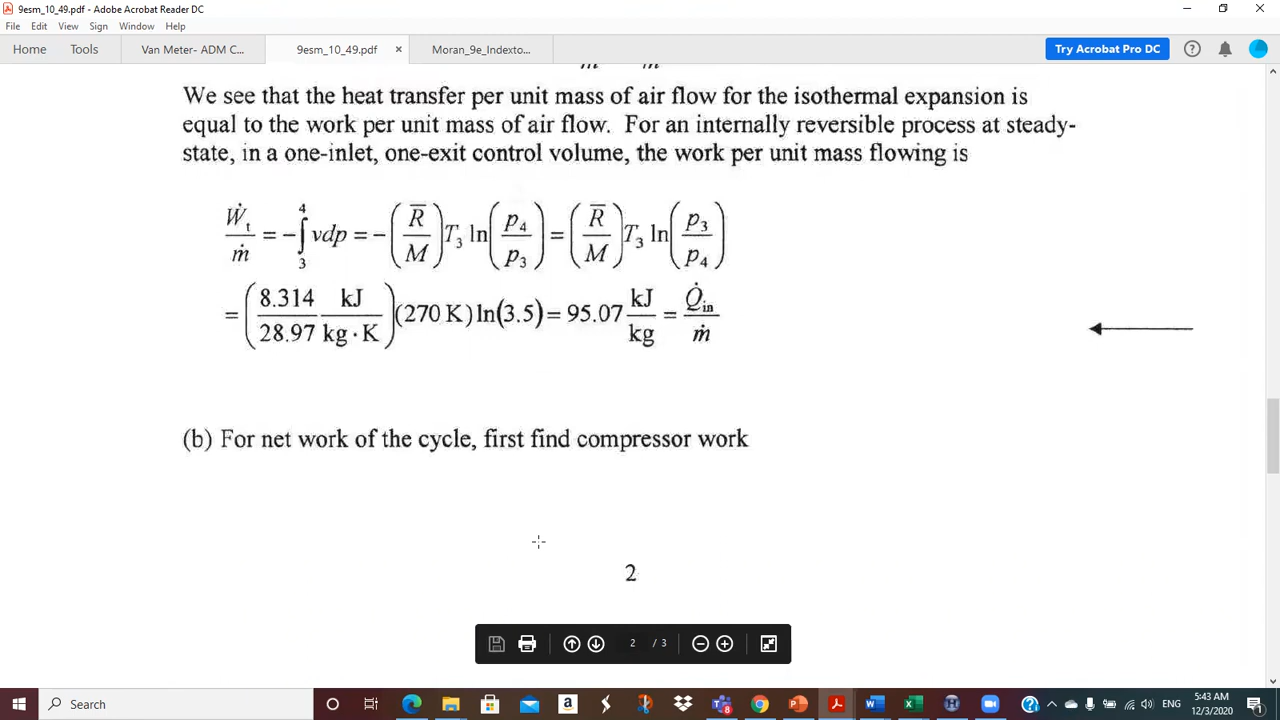 9esm_10_49.pdf - Adobe Acrobat Reader DC
File Edit View Sign Window Help
Home Tools Van Meter- ADM C... 9esm_10_49.pdf × Moran_9e_Indexto... Try Acrobat Pro DC
ṁ ṁ
We see that the heat transfer per unit mass of air flow for the isothermal expansion is
equal to the work per unit mass of air flow. For an internally reversible process at steady-
state, in a one-inlet, one-exit control volume, the work per unit mass flowing is
Ẇt/ṁ = −∫₃⁴ vdp = −(R̅/M) T₃ ln(p₄/p₃) = (R̅/M) T₃ ln(p₃/p₄)
= (8.314/28.97 kJ/kg · K)(270 K) ln(3.5) = 95.07 kJ/kg = Q̇in/ṁ
(b) For net work of the cycle, first find compressor work
2
2 / 3
Search
5:43 AM
ENG
12/3/2020